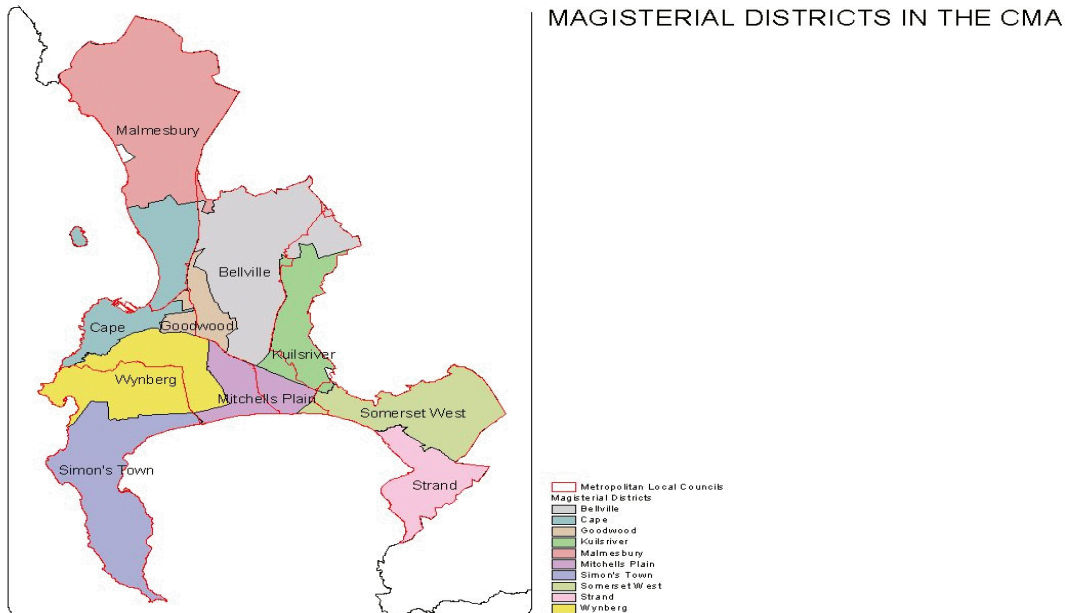 MAGISTERIAL DISTRICTS IN THE CMA
Malmesbury
Bellville
Cape
Goodwood
Kuilsriver
Wynberg
Mitchells Plain
Somerset West
Simon's Town
Strand
Metropolitan Local Councils
Magisterial Districts
Bellville
Cape
Goodwood
Kuilsriver
Malmesbury
Mitchells Plain
Simon's Town
Somerset West
Strand
Wynberg